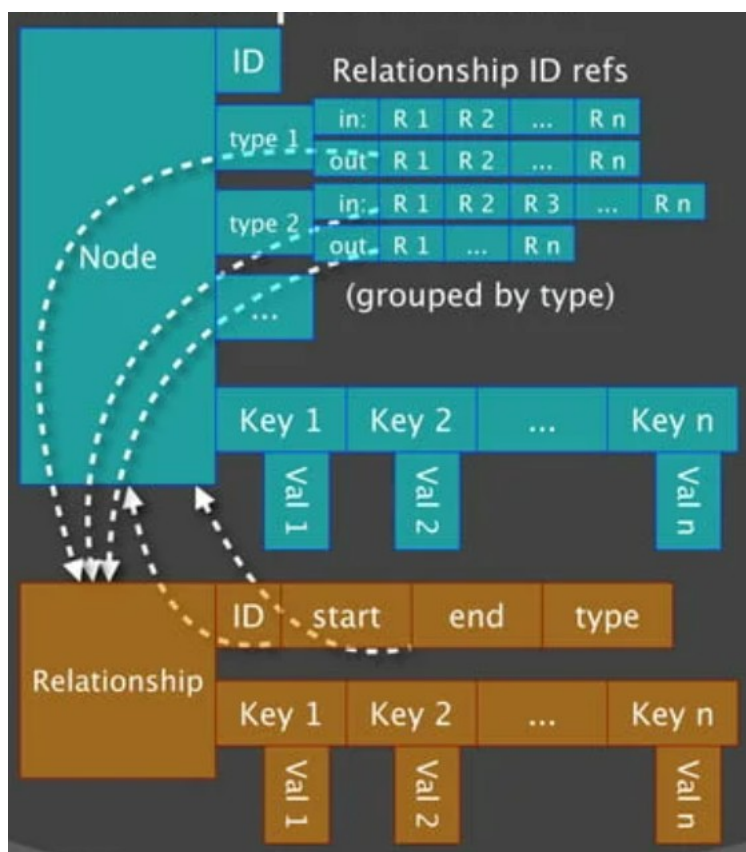 ID
Relationship ID refs
type 1
in: R 1 R 2 ... R n
out R 1 R 2 ... R n
type 2
in: R 1 R 2 R 3 ... R n
out R 1 ... R n
Node
...
(grouped by type)
Key 1 Key 2 ... Key n
Val 1 Val 2 Val n
ID start end type
Relationship
Key 1 Key 2 ... Key n
Val 1 Val 2 Val n